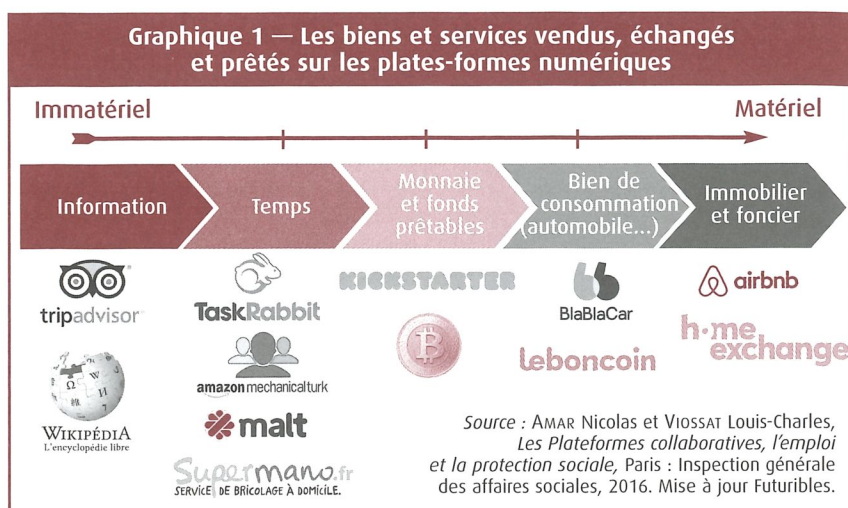 Graphique 1 — Les biens et services vendus, échangés
et prêtés sur les plates-formes numériques
Immatériel
Matériel
Information
Temps
Monnaie
et fonds
prêtables
Bien de
consommation
(automobile...)
Immobilier
et foncier
tripadvisor
WIKIPÉDIA
L'encyclopédie libre
TaskRabbit
amazonmechanicalturk
malt
Supermano.fr
SERVICE DE BRICOLAGE À DOMICILE.
KICKSTARTER
B
BlaBlaCar
leboncoin
airbnb
home
exchange
Source : AMAR Nicolas et VIOSSAT Louis-Charles,
Les Plateformes collaboratives, l'emploi
et la protection sociale, Paris : Inspection générale
des affaires sociales, 2016. Mise à jour Futuribles.